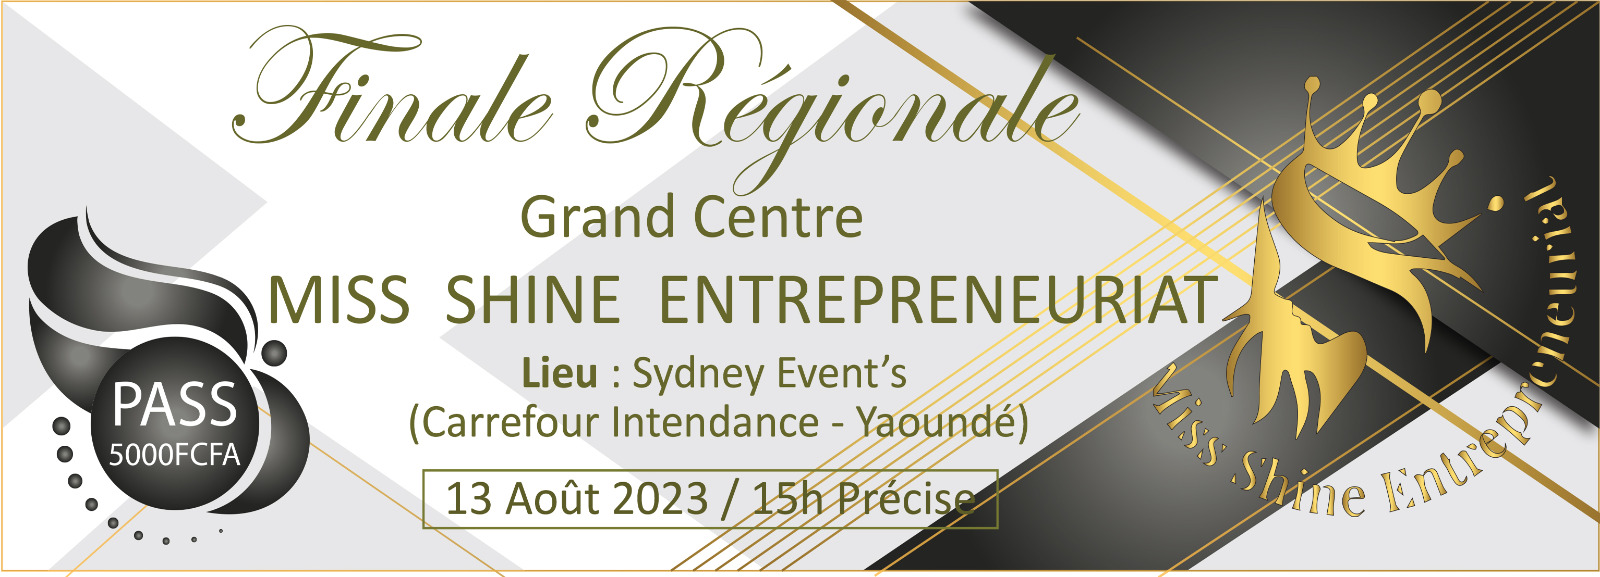 Finale Régionale
Grand Centre
MISS SHINE ENTREPRENEURIAT
Lieu : Sydney Event’s
(Carrefour Intendance - Yaoundé)
13 Août 2023 / 15h Précise
PASS
5000FCFA
Miss Shine Entrepreneurial